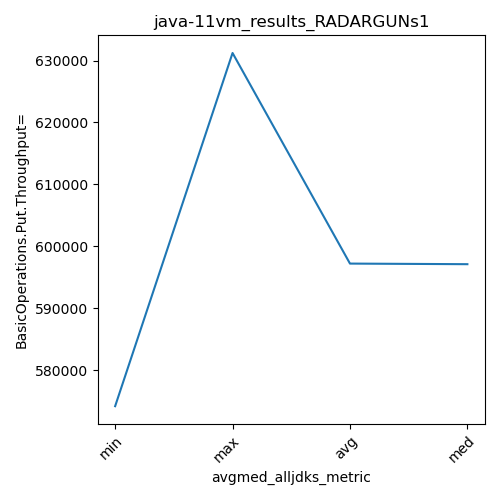 java-11vm_results_RADARGUNs1
BasicOperations.Put.Throughput=
630000
620000
610000
600000
590000
580000
min
max
avg
med
avgmed_alljdks_metric